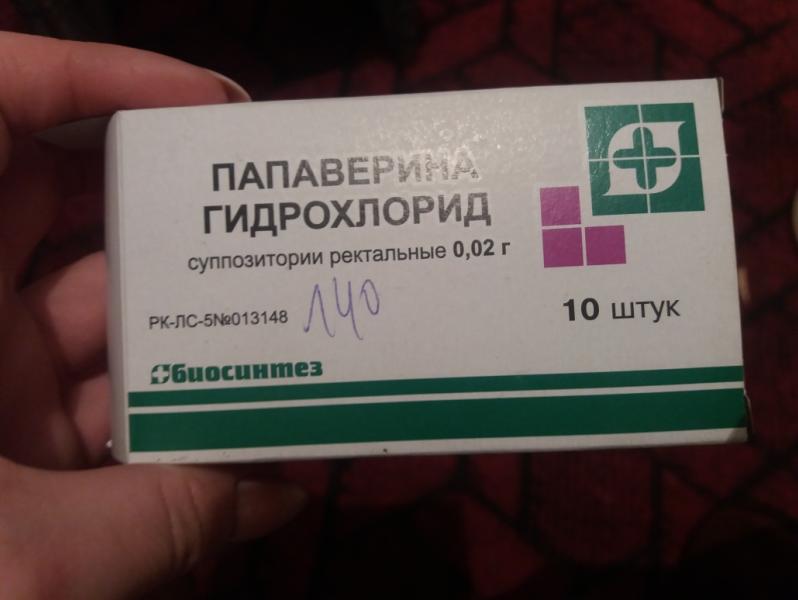 ПАПАВЕРИНА
ГИДРОХЛОРИД
суппозитории ректальные 0,02 г
РК-ЛС-5№013148
140
10 штук
биосинтез